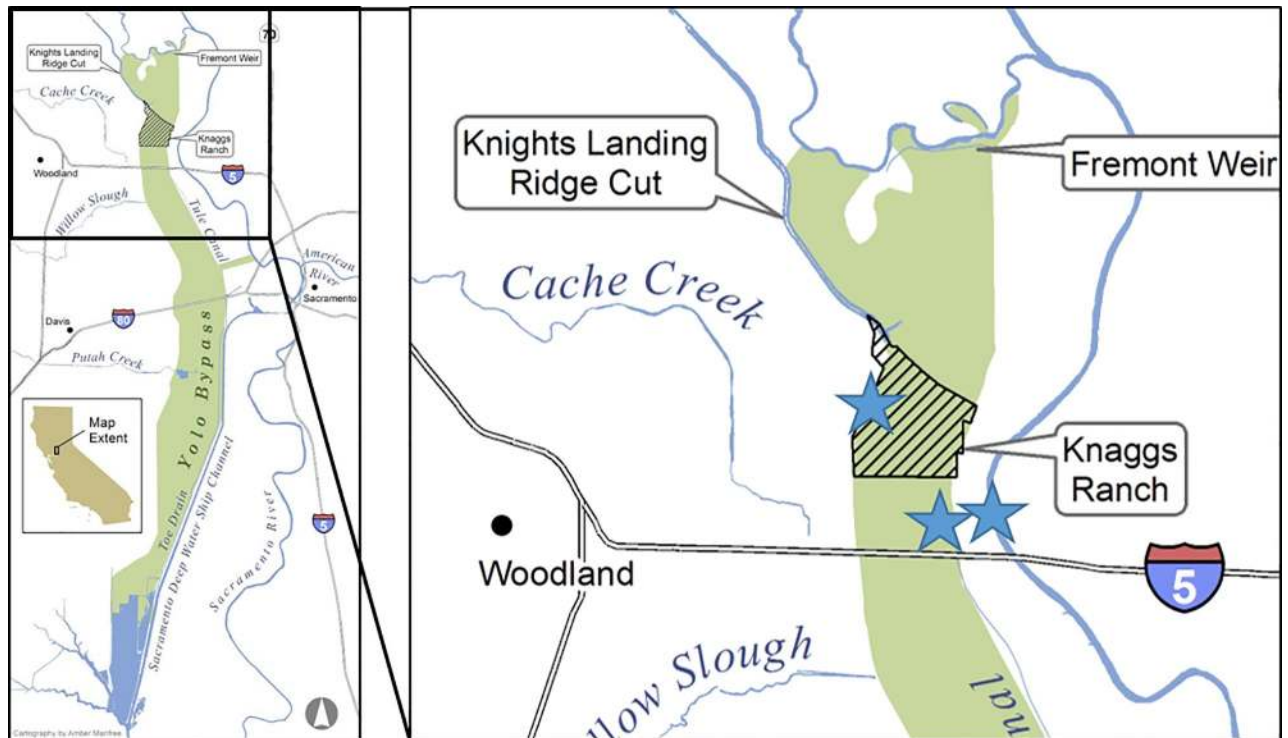 70
Knights Landing
Ridge Cut
Fremont Weir
Cache Creek
Knaggs
Ranch
Woodland
5
Willow Slough
Tule Canal
American
River
Sacramento
Davis
80
Putah Creek
Yolo Bypass
Map
Extent
Toe Drain
Sacramento Deep Water Ship Channel
Sacramento River
5
Cartography by Amber Manfree
Knights Landing
Ridge Cut
Fremont Weir
Cache Creek
Knaggs
Ranch
Woodland
5
llow Slough
nal